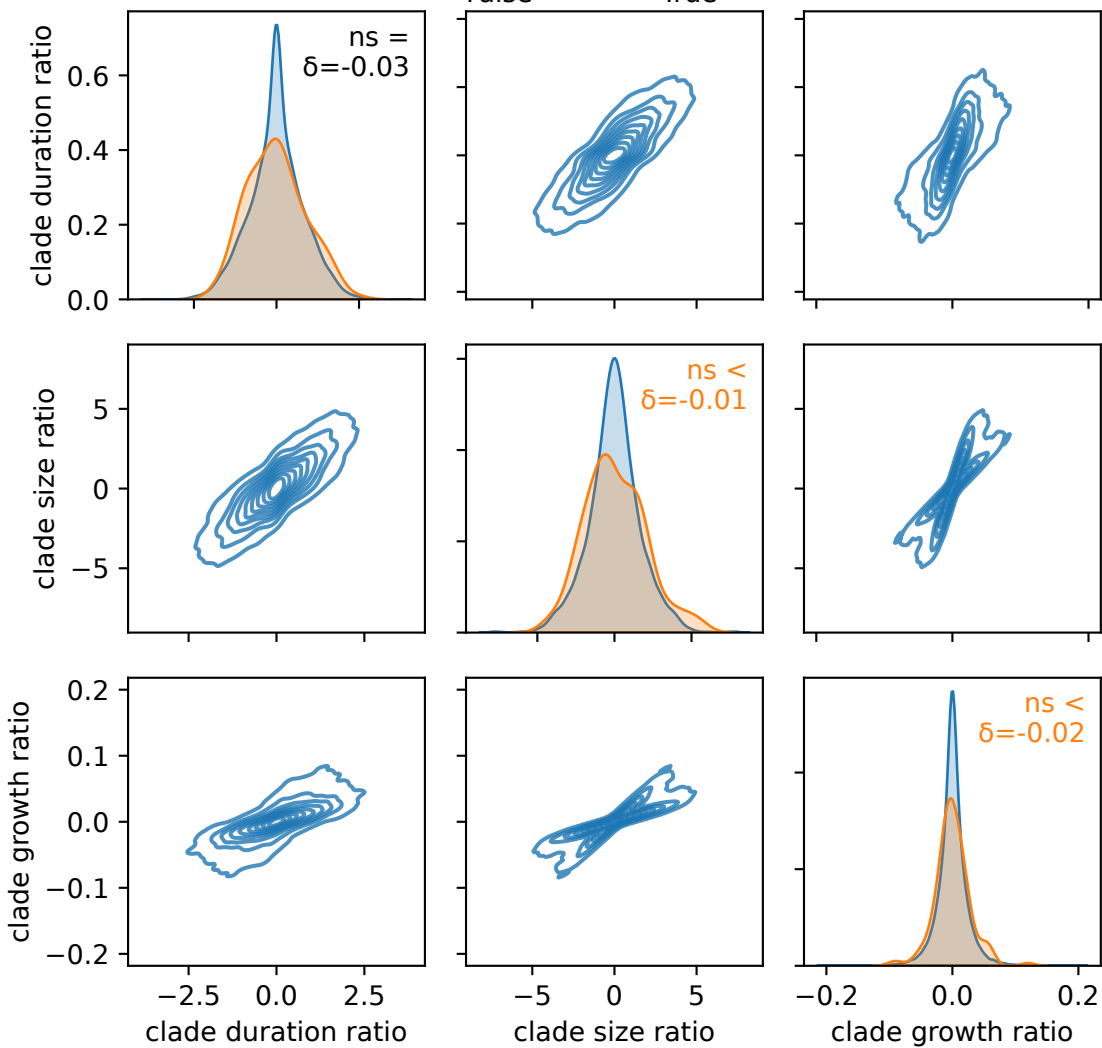 clade duration ratio
0.6
0.4
0.2
0.0
ns =
δ=-0.03
clade size ratio
5
0
−5
ns <
δ=-0.01
clade growth ratio
0.2
0.1
0.0
−0.1
−0.2
ns <
δ=-0.02
−2.5
0.0
2.5
−5
0
5
−0.2
0.0
0.2
clade duration ratio
clade size ratio
clade growth ratio